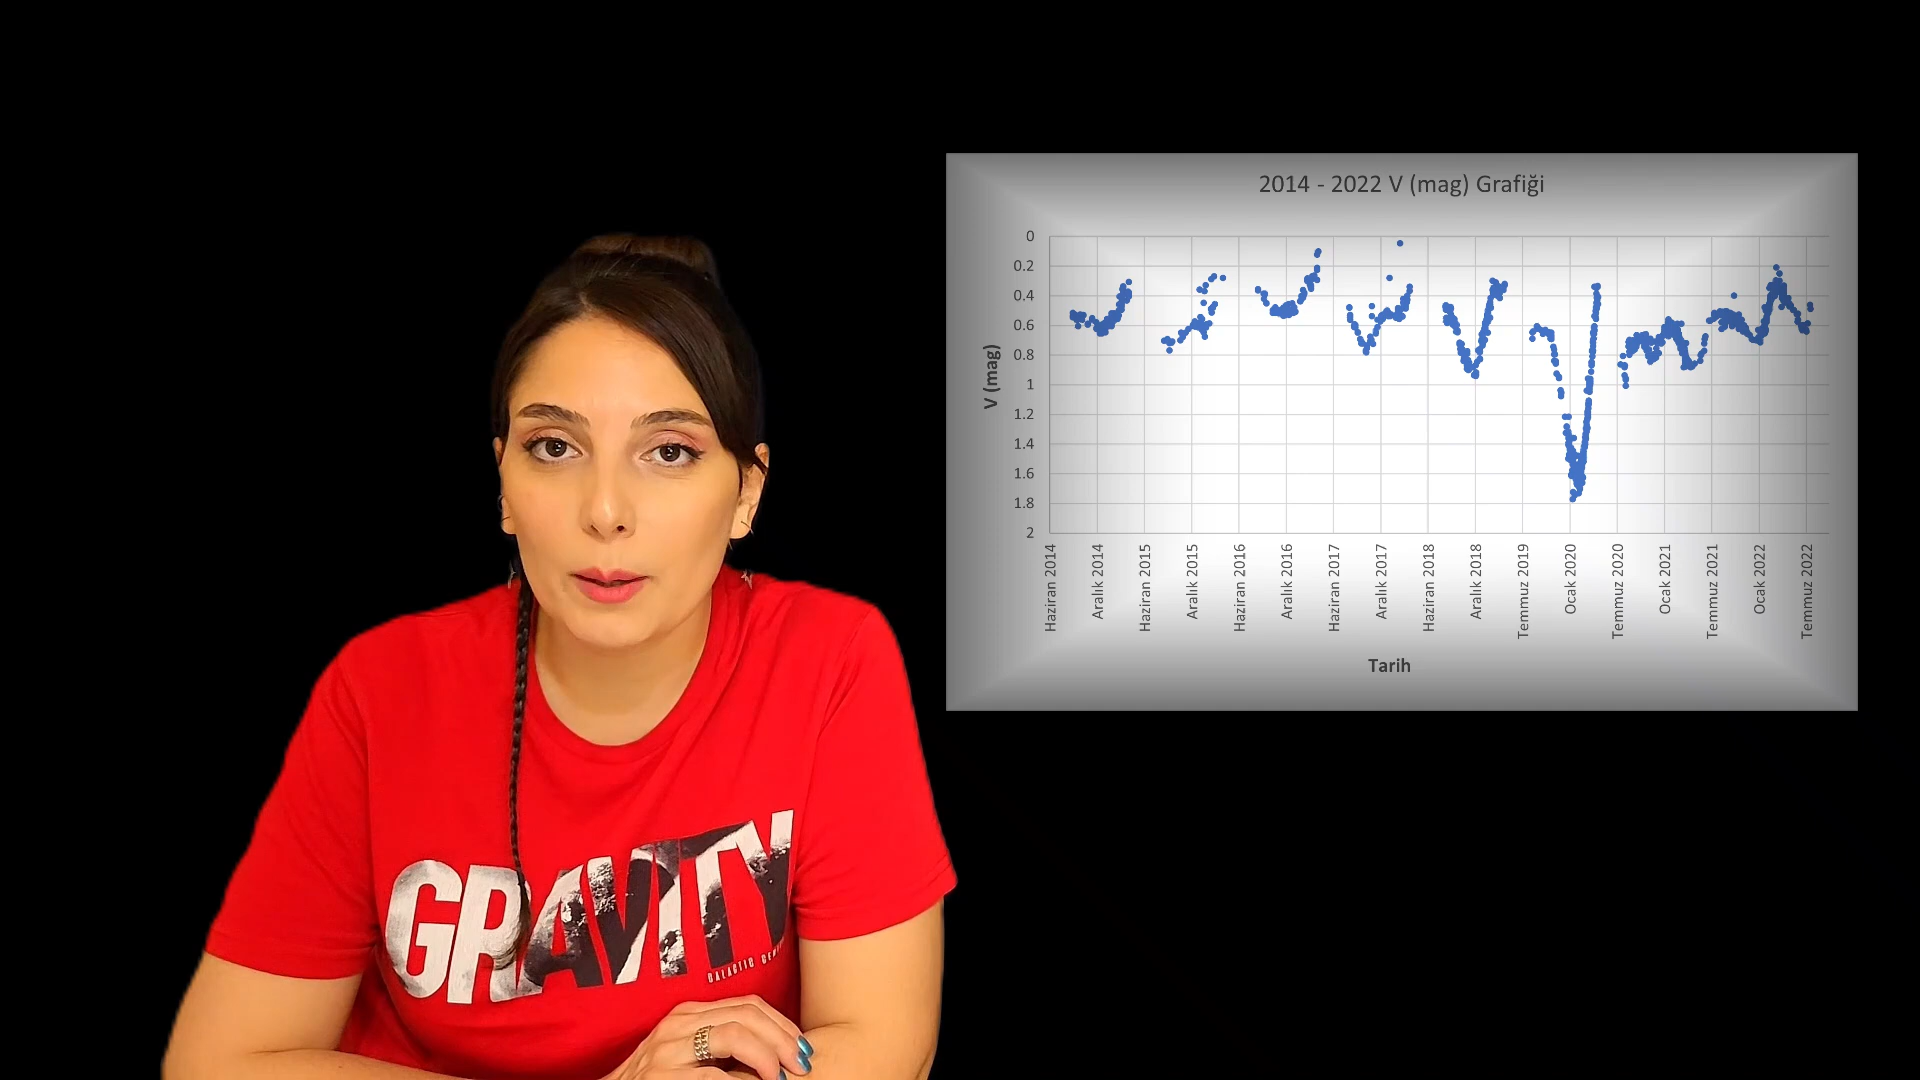 2014 - 2022 V (mag) Grafiği
V (mag)
0
0.2
0.4
0.6
0.8
1
1.2
1.4
1.6
1.8
2
Haziran 2014
Aralık 2014
Haziran 2015
Aralık 2015
Haziran 2016
Aralık 2016
Haziran 2017
Aralık 2017
Haziran 2018
Aralık 2018
Temmuz 2019
Ocak 2020
Temmuz 2020
Ocak 2021
Temmuz 2021
Ocak 2022
Temmuz 2022
Tarih
GRAVITY
GALACTIC